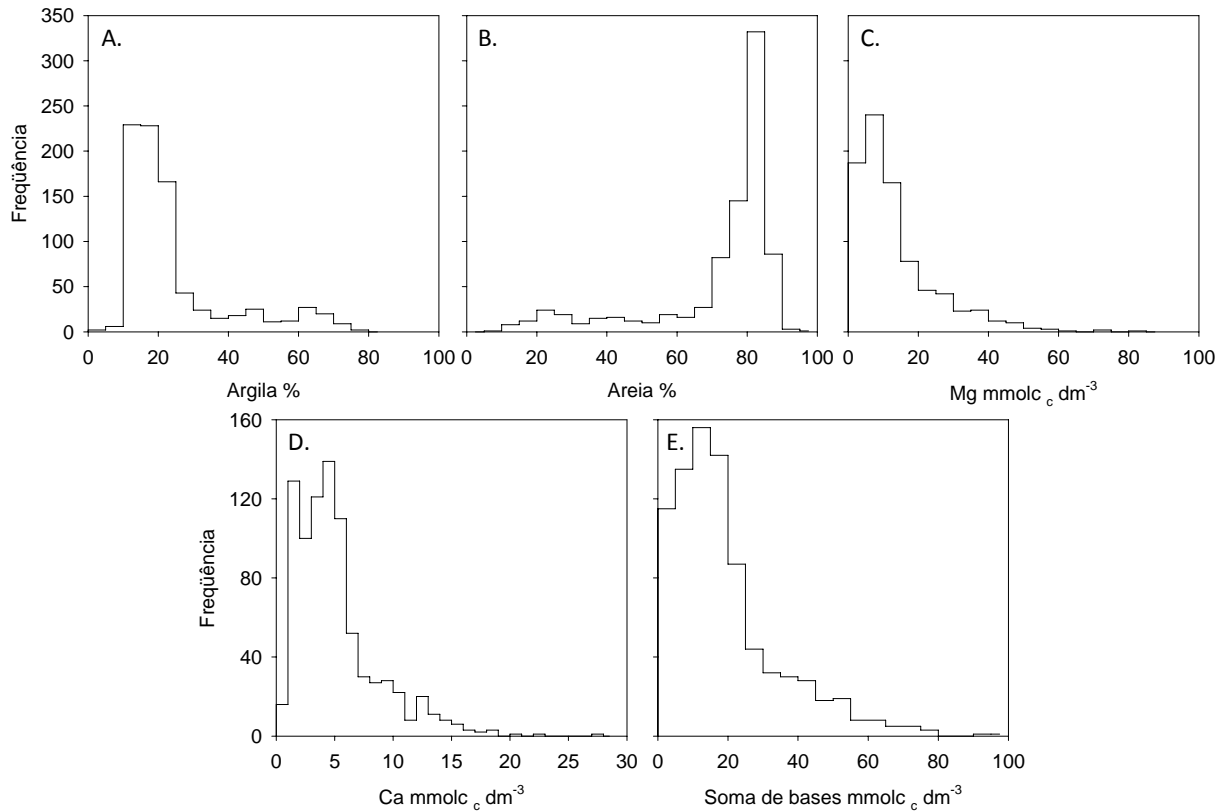 350
300
250
200
150
100
50
0
Freqüência
A.
0 20 40 60 80 100
Argila %
B.
0 20 40 60 80 100
Areia %
C.
0 20 40 60 80 100
Mg mmolc c dm-3
160
120
80
40
0
Freqüência
D.
0 5 10 15 20 25 30
Ca mmolc c dm-3
E.
0 20 40 60 80 100
Soma de bases mmolc c dm-3